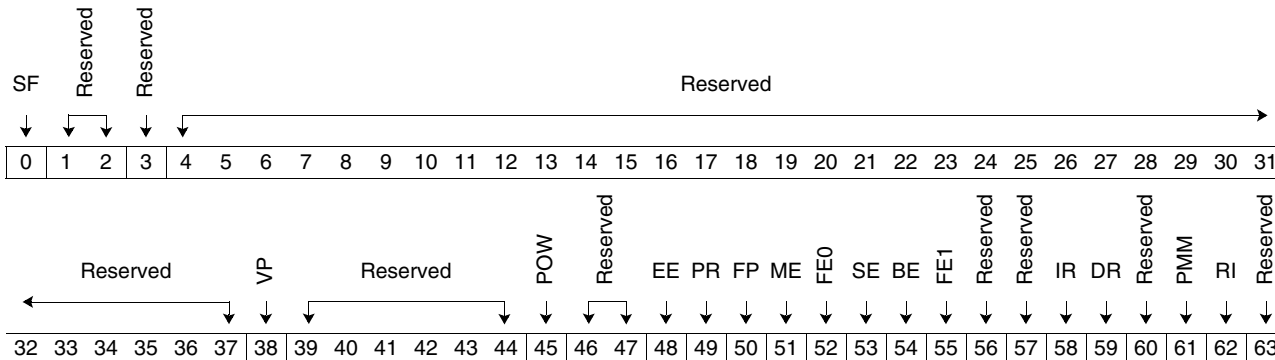 SF Reserved Reserved Reserved
0 1 2 3 4 5 6 7 8 9 10 11 12 13 14 15 16 17 18 19 20 21 22 23 24 25 26 27 28 29 30 31
Reserved VP Reserved POW Reserved EE PR FP ME FE0 SE BE FE1 Reserved Reserved IR DR Reserved PMM RI Reserved
32 33 34 35 36 37 38 39 40 41 42 43 44 45 46 47 48 49 50 51 52 53 54 55 56 57 58 59 60 61 62 63